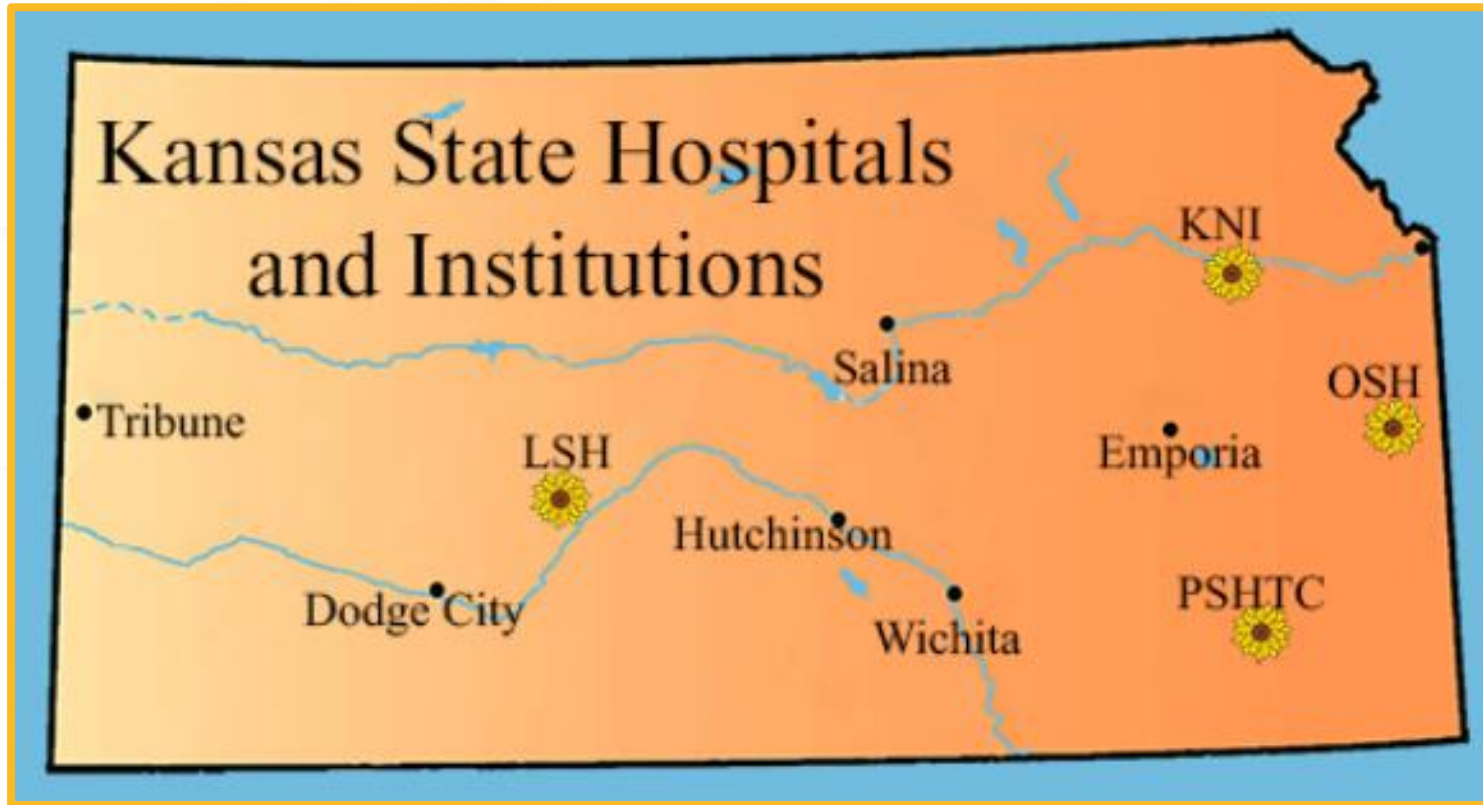 Kansas State Hospitals
and Institutions
KNI
Salina
OSH
Tribune
LSH
Emporia
Hutchinson
Dodge City
PSHTC
Wichita